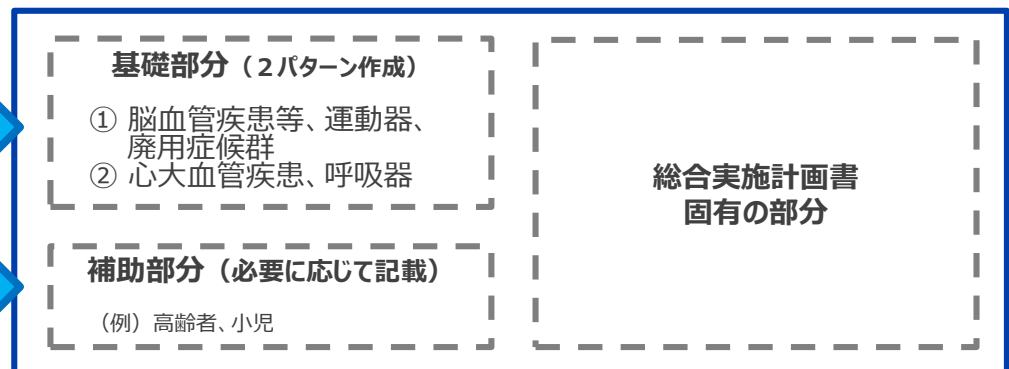 基礎部分（２パターン作成）
① 脳血管疾患等、運動器、
廃用症候群
② 心大血管疾患、呼吸器
補助部分（必要に応じて記載）
（例）高齢者、小児
総合実施計画書
固有の部分